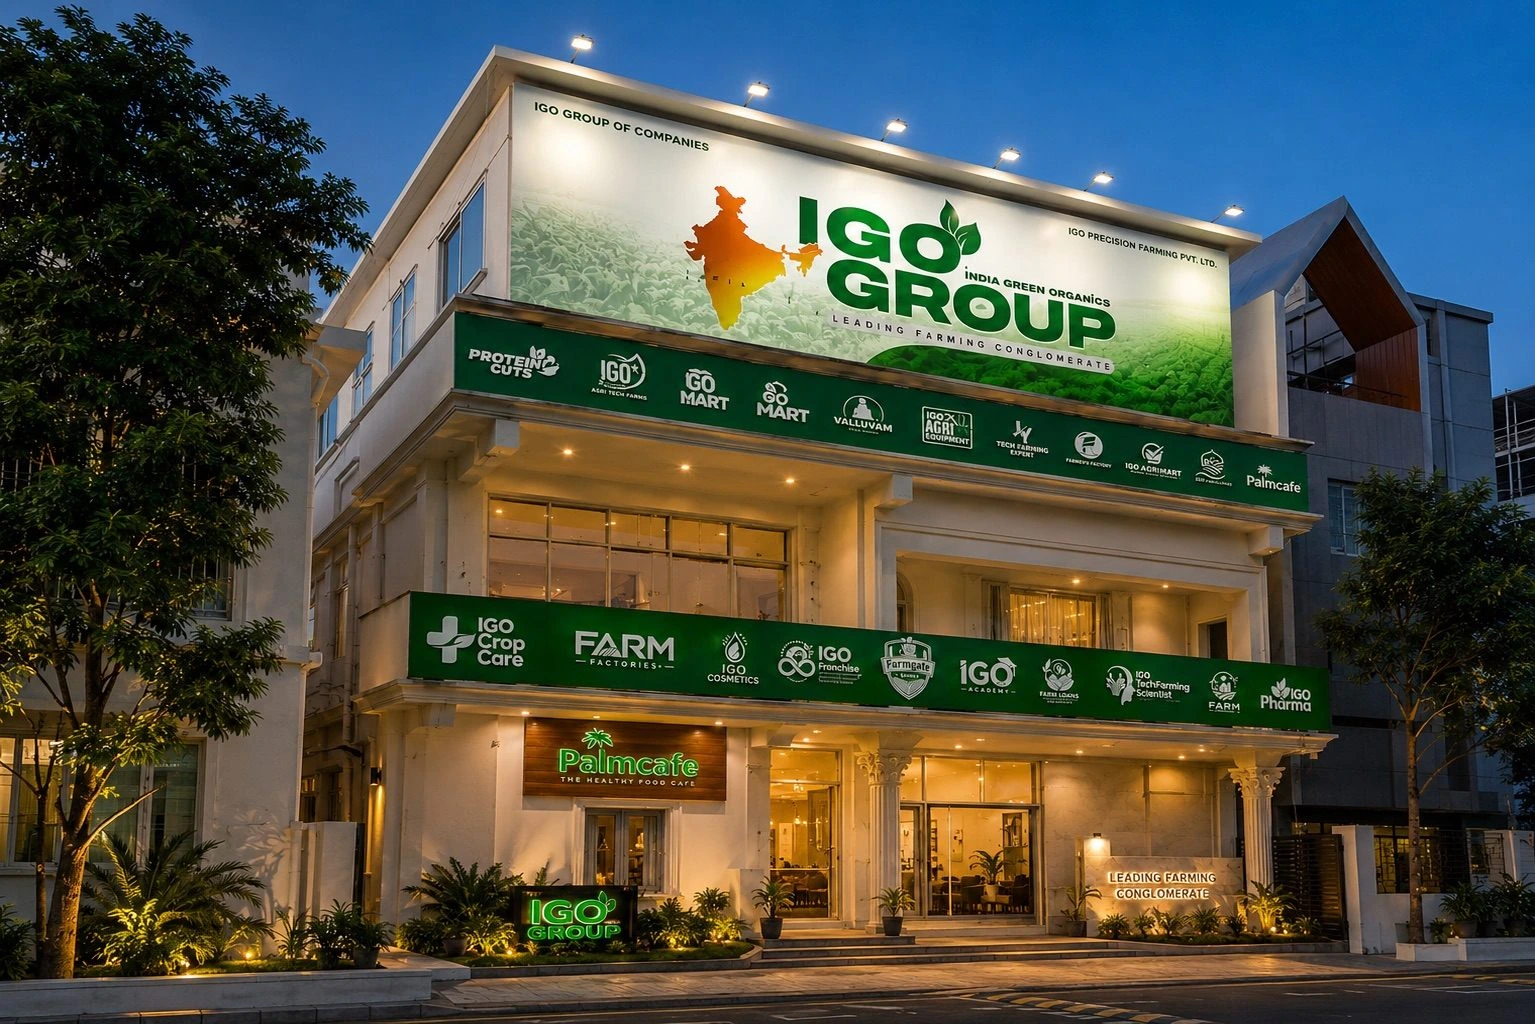 IGO GROUP OF COMPANIES
IGO
GROUP
INDIA GREEN ORGANICS
LEADING FARMING CONGLOMERATE
IGO PRECISION FARMING PVT. LTD.
PROTEIN
CUTS
IGO
AGRI TECH FARMS
GO
MART
GO
MART
VALLUVAM
IGO
AGRI
EQUIPMENT
TECH FARMING
EXPERT
FARMER'S FACTORY
IGO AGRIMART
Palmcafe
IGO
Crop
Care
FARM
FACTORIES
IGO
COSMETICS
IGO
Franchise
Farmgate
IGO
ACADEMY
FARM LOANS
IGO
TechFarming
Scientist
FARM
IGO
Pharma
Palmcafe
THE HEALTHY FOOD CAFE
IGO
GROUP
LEADING FARMING
CONGLOMERATE